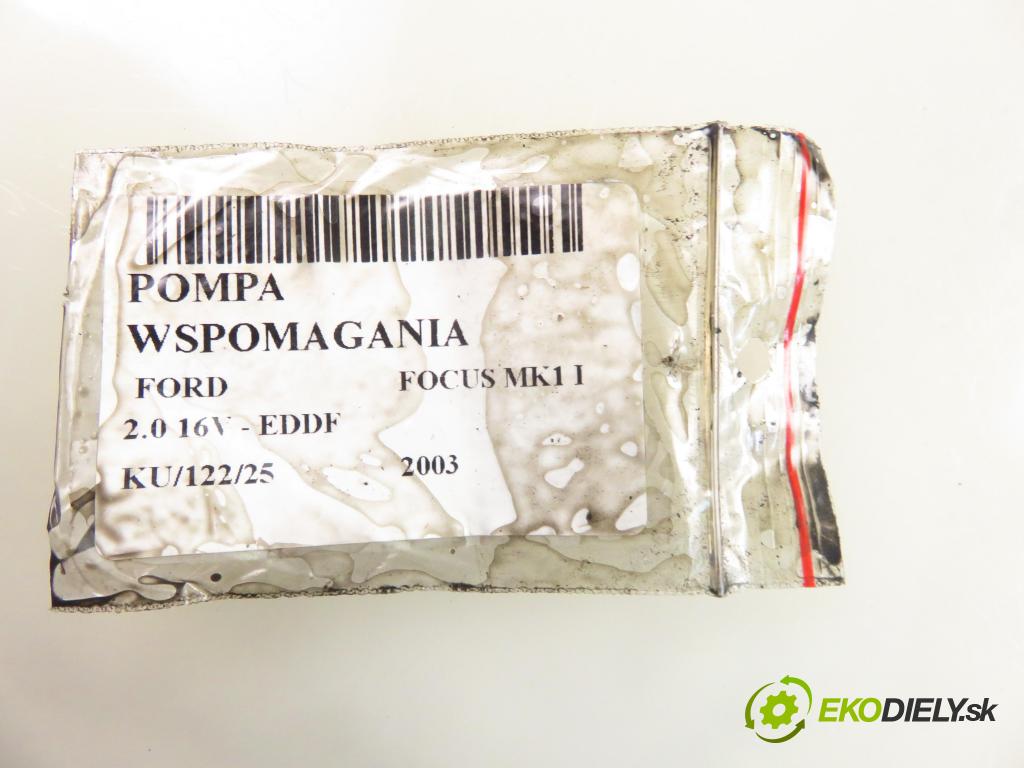 POMPA
WSPOMAGANIA
FORD FOCUS MK1 I
2.0 16V - EDDF
KU/122/25 2003
EKODIELY.sk